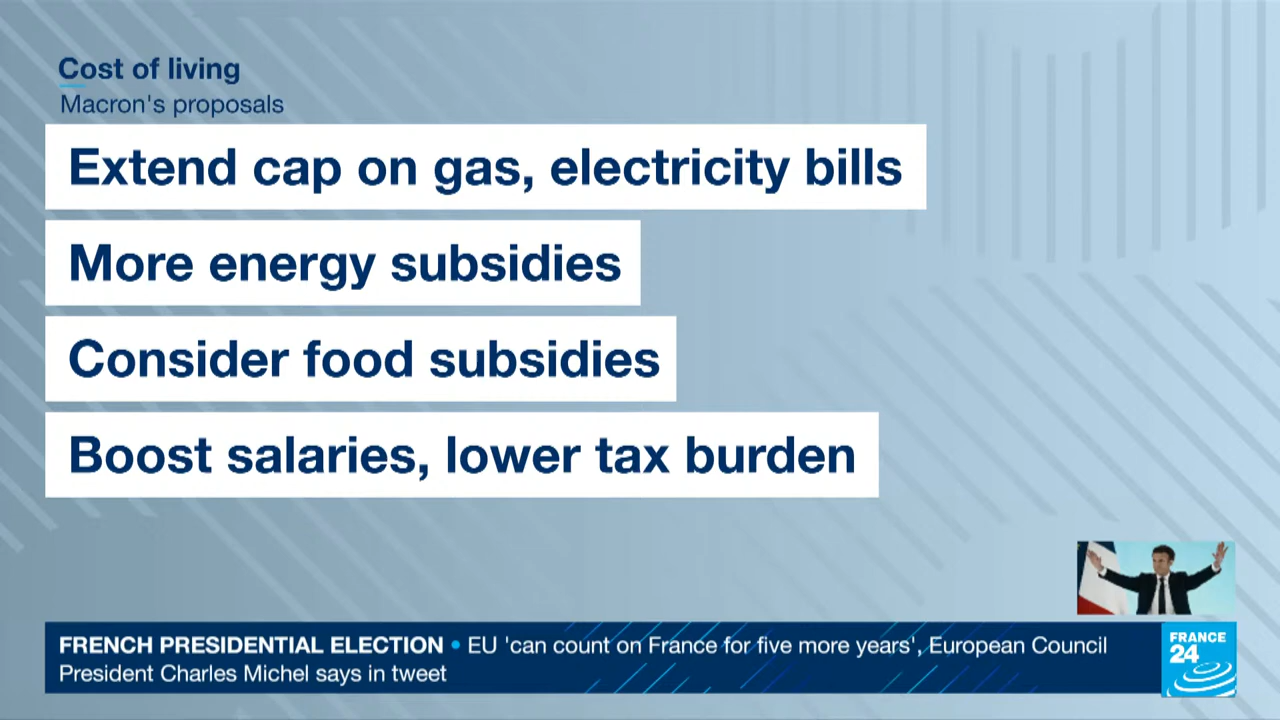 Cost of living
Macron's proposals
Extend cap on gas, electricity bills
More energy subsidies
Consider food subsidies
Boost salaries, lower tax burden
FRENCH PRESIDENTIAL ELECTION • EU 'can count on France for five more years', European Council
President Charles Michel says in tweet
FRANCE
24